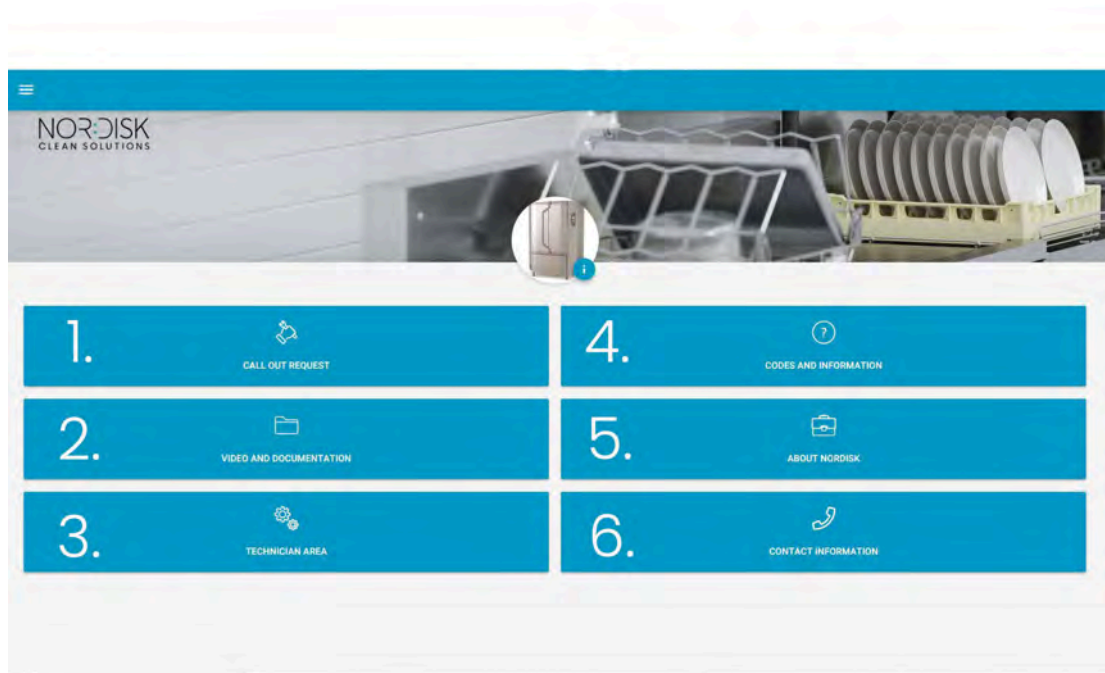 NORDISK
CLEAN SOLUTIONS
i
1.
CALL OUT REQUEST
2.
VIDEO AND DOCUMENTATION
3.
TECHNICIAN AREA
4.
?
CODES AND INFORMATION
5.
ABOUT NORDISK
6.
CONTACT INFORMATION